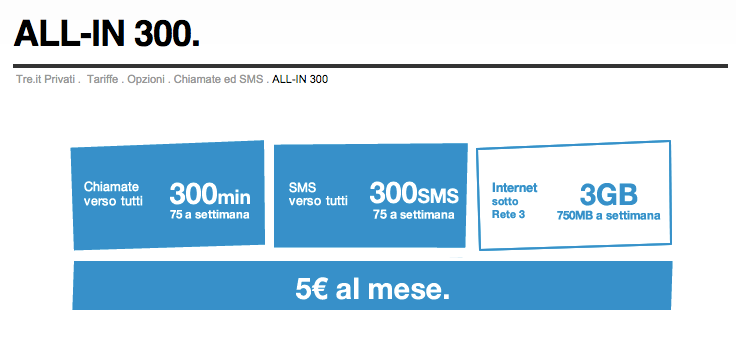 ALL-IN 300.
Tre.it Privati . Tariffe . Opzioni . Chiamate ed SMS . ALL-IN 300
Chiamate
verso tutti
300min
75 a settimana
SMS
verso tutti
300SMS
75 a settimana
Internet
sotto
Rete 3
3GB
750MB a settimana
5€ al mese.